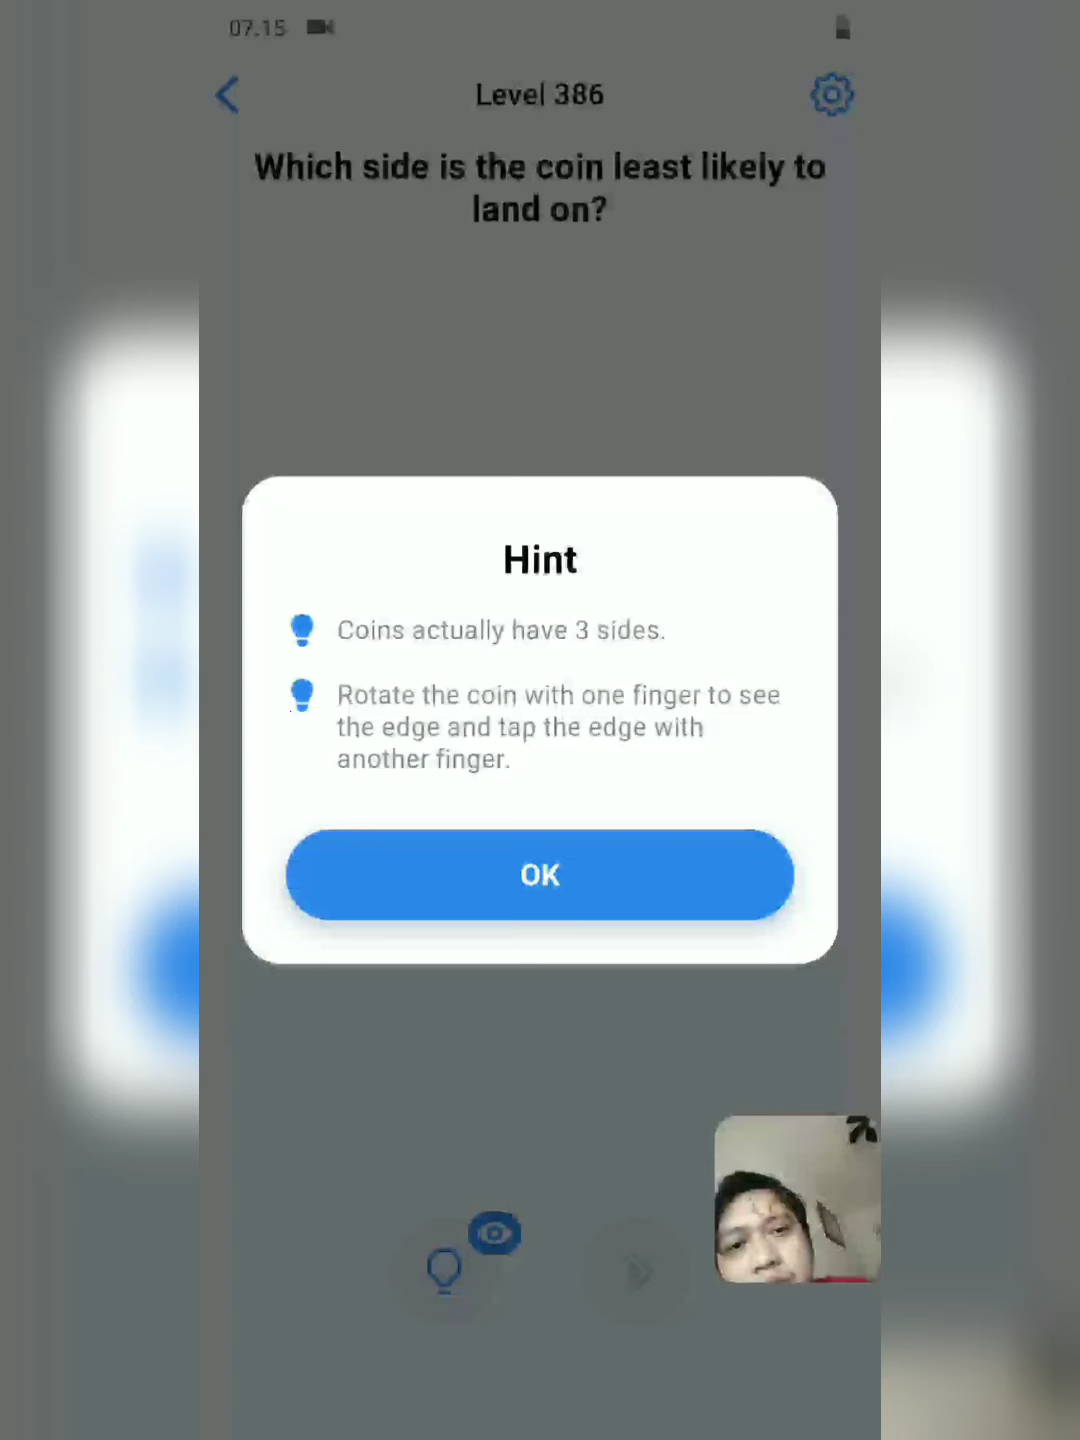 07.15
Level 386
Which side is the coin least likely to
land on?
Hint
Coins actually have 3 sides.
Rotate the coin with one finger to see
the edge and tap the edge with
another finger.
OK